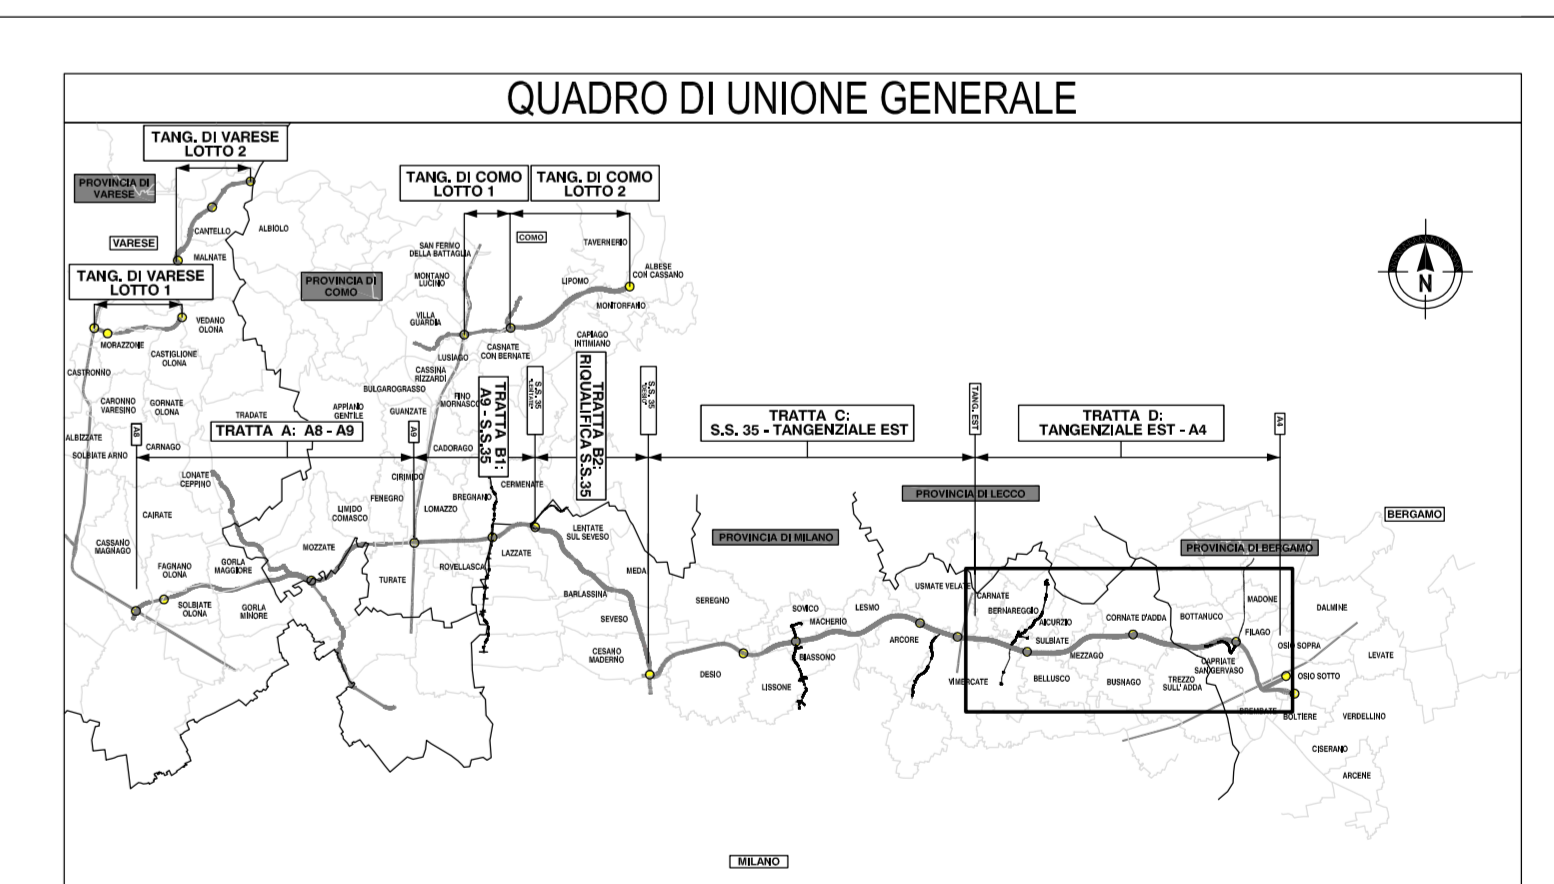 QUADRO DI UNIONE GENERALE
TANG. DI VARESE
LOTTO 2
PROVINCIA DI
VARESE
TANG. DI COMO
LOTTO 1
TANG. DI COMO
LOTTO 2
CANTELLO
ALBIOLO
VARESE
MALNATE
SAN FERMO
DELLA BATTAGLIA
COMO
TAVERNERIO
TANG. DI VARESE
LOTTO 1
PROVINCIA DI
COMO
MONTANO
LUCINO
LIPOMO
ALBESE
CON CASSANO
N
MONTORFANO
VILLA
GUARDIA
VEDANO
OLONA
MORAZZONE
CASTIGLIONE
OLONA
LUSIAGO
CASNATE
CON BERNATE
CAPIAGO
INTIMIANO
CASTRONNO
CASSINA
RIZZARDI
BULGAROGRASSO
FINO
MORNASCO
CARONNO
VARESINO
GORNATE
OLONA
TRADATE
APPIANO
GENTILE
GUANZATE
TRATTA B1:
A9 - S.S.35
S.S. 35
"LENTATE"
TRATTA B2:
RIQUALIFICA S.S.35
S.S. 35
"DESIO"
TRATTA C:
S.S. 35 - TANGENZIALE EST
TANG. EST
TRATTA D:
TANGENZIALE EST - A4
A4
ALBIZZATE
A8
TRATTA A: A8 - A9
A9
SOLBIATE ARNO
CARNAGO
CADORAGO
LONATE
CEPPINO
CIRIMIDO
CERMENATE
FENEGRO
BREGNANO
PROVINCIA DI LECCO
CAIRATE
LIMIDO
COMASCO
LOMAZZO
BERGAMO
LENTATE
SUL SEVESO
PROVINCIA DI MILANO
PROVINCIA DI BERGAMO
CASSANO
MAGNAGO
MOZZATE
LAZZATE
FAGNANO
OLONA
GORLA
MAGGIORE
ROVELLASCA
MEDA
TURATE
BARLASSINA
USMATE VELATE
CARNATE
SEREGNO
SOVICO
LESMO
BERNAREGGIO
MADONE
DALMINE
SOLBIATE
OLONA
GORLA
MINORE
SEVESO
MACHERIO
AICURZIO
CORNATE D'ADDA
BOTTANUCO
FILAGO
ARCORE
SULBIATE
OSIO SOPRA
CESANO
MADERNO
BIASSONO
MEZZAGO
CAPRIATE
SAN GERVASO
LEVATE
DESIO
LISSONE
VIMERCATE
BELLUSCO
BUSNAGO
TREZZO
SULL' ADDA
OSIO SOTTO
BREMBATE
BOLTIERE
VERDELLINO
CISERANO
ARCENE
MILANO